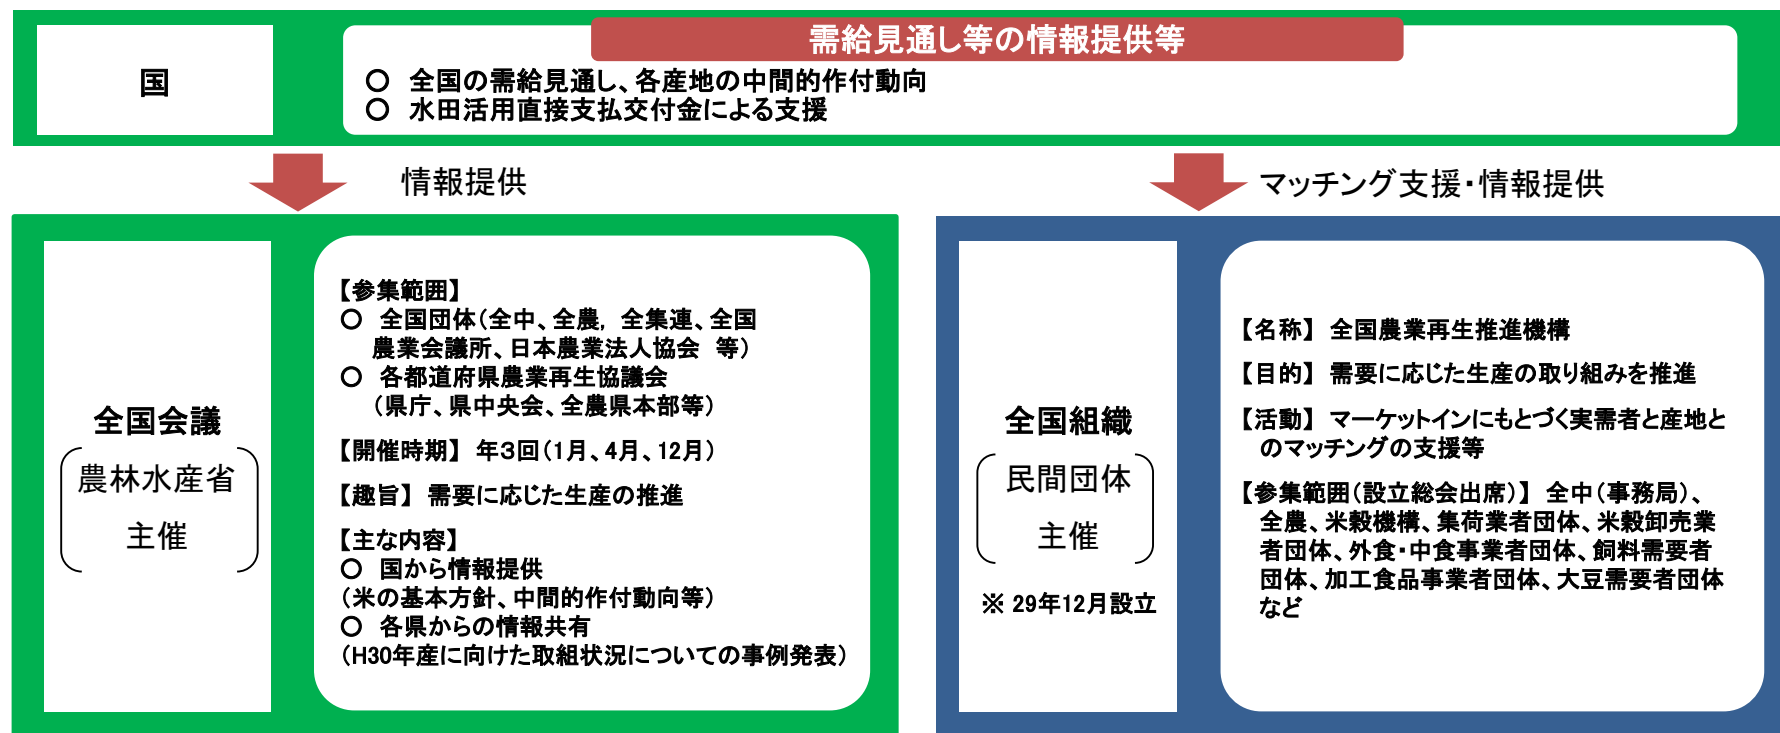 国
需給見通し等の情報提供等
○ 全国の需給見通し、各産地の中間的作付動向
○ 水田活用直接支払交付金による支援
情報提供
マッチング支援・情報提供
全国会議
農林水産省
主催
【参集範囲】
○ 全国団体(全中、全農, 全集連、全国
農業会議所、日本農業法人協会 等)
○ 各都道府県農業再生協議会
(県庁、県中央会、全農県本部等)
【開催時期】 年3回(1月、4月、12月)
【趣旨】 需要に応じた生産の推進
【主な内容】
○ 国から情報提供
(米の基本方針、中間的作付動向等)
○ 各県からの情報共有
(H30年産に向けた取組状況についての事例発表)
全国組織
民間団体
主催
※ 29年12月設立
【名称】 全国農業再生推進機構
【目的】 需要に応じた生産の取り組みを推進
【活動】 マーケットインにもとづく実需者と産地と
のマッチングの支援等
【参集範囲(設立総会出席)】 全中(事務局)、
全農、米穀機構、集荷業者団体、米穀卸売業
者団体、外食・中食事業者団体、飼料需要者
団体、加工食品事業者団体、大豆需要者団体
など